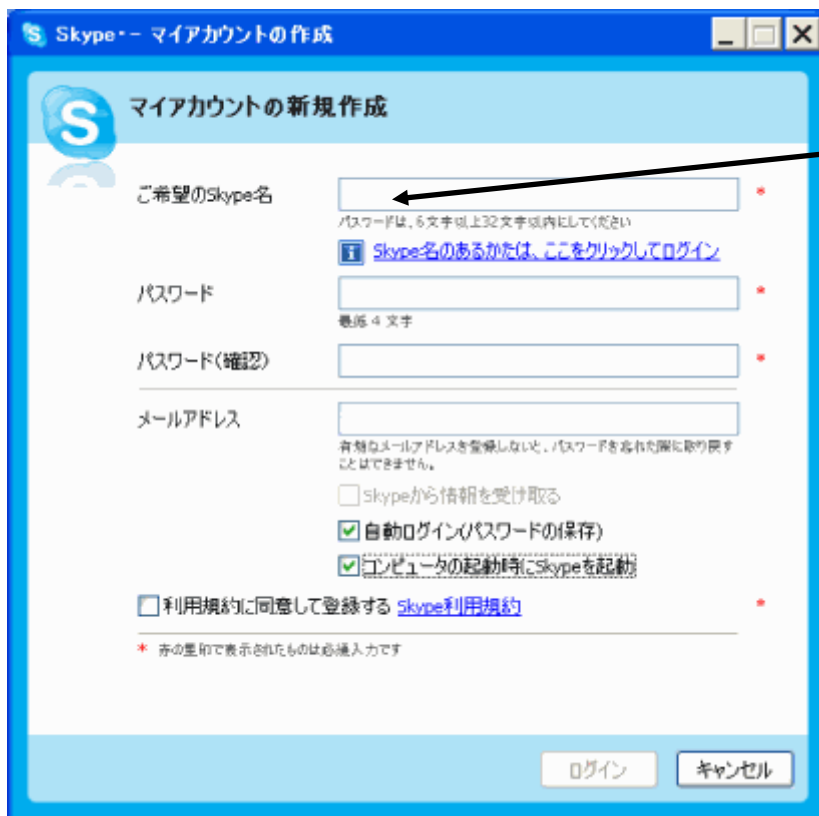 Skype・- マイアカウントの作成
マイアカウントの新規作成
ご希望のSkype名
*
パスワードは、6文字以上32文字以内にしてください
Skype名のあるかたは、ここをクリックしてログイン
パスワード
*
最低 4 文字
パスワード(確認)
*
メールアドレス
有効なメールアドレスを登録しないと、パスワードを忘れた際に取り戻す
ことはできません。
Skypeから情報を受け取る
自動ログイン(パスワードの保存)
コンピュータの起動時にSkypeを起動
利用規約に同意して登録する Skype利用規約
*
* 赤の星印で表示されたものは必須入力です
ログイン
キャンセル